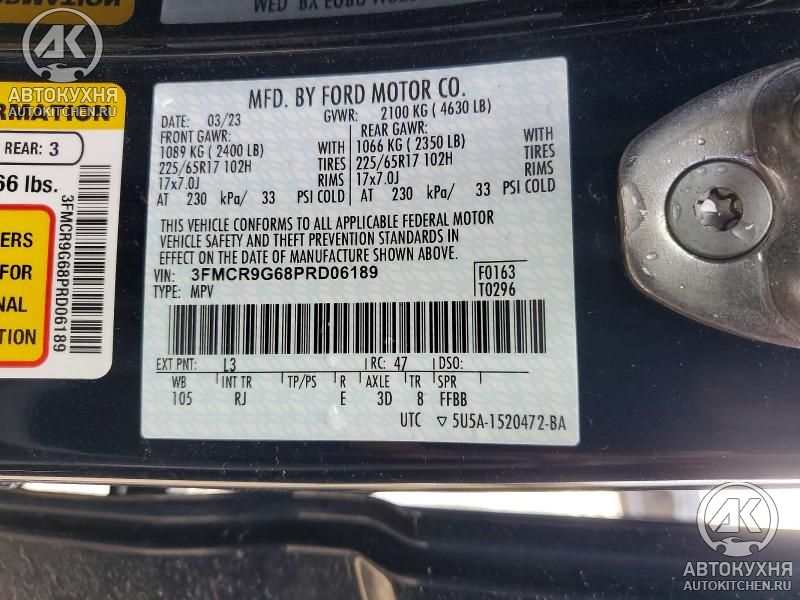 WED BX EOBD
АВТОКУХНЯ
AUTOKITCHEN.RU
REAR: 3
66 lbs.
3FMCR9G68PRD06189
MFD. BY FORD MOTOR CO.
DATE: 03/23 GVWR: 2100 KG ( 4630 LB)
FRONT GAWR: REAR GAWR:
1089 KG ( 2400 LB) WITH 1066 KG ( 2350 LB) WITH
225/65R17 102H TIRES 225/65R17 102H TIRES
17x7.0J RIMS 17x7.0J RIMS
AT 230 kPa/ 33 PSI COLD AT 230 kPa/ 33 PSI COLD
THIS VEHICLE CONFORMS TO ALL APPLICABLE FEDERAL MOTOR
VEHICLE SAFETY AND THEFT PREVENTION STANDARDS IN
EFFECT ON THE DATE OF MANUFACTURE SHOWN ABOVE.
VIN: 3FMCR9G68PRD06189 F0163
TYPE: MPV T0296
EXT PNT: L3 RC: 47 DSO:
WB INT TR TP/PS R AXLE TR SPR
105 RJ E 3D 8 FFBB
UTC ▽ 5U5A-1520472-BA
FOR
AK
АВТОКУХНЯ
AUTOKITCHEN.RU